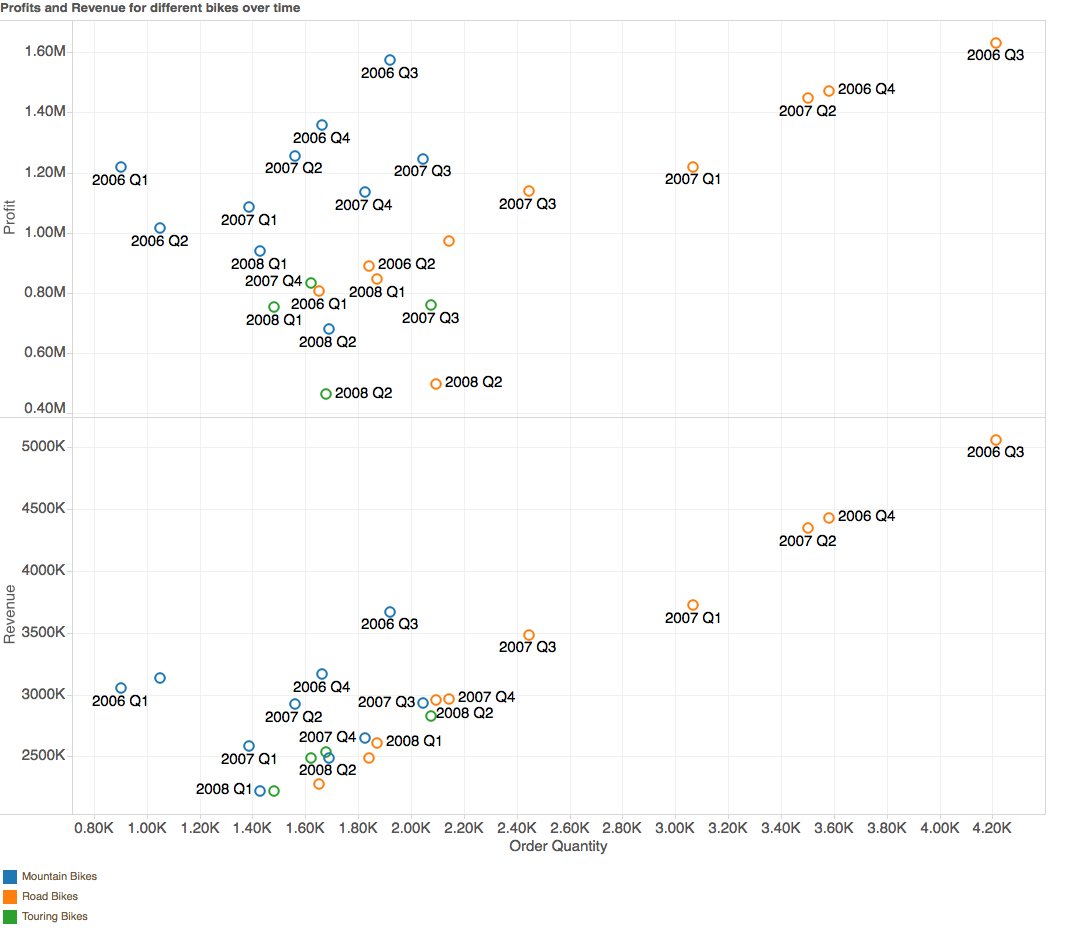 Profits and Revenue for different bikes over time
1.60M
2006 Q3
2006 Q3
2006 Q4
1.40M
2007 Q2
2006 Q4
2007 Q2
2007 Q3
1.20M
2006 Q1
2007 Q1
2007 Q4
2007 Q3
2007 Q1
Profit
1.00M
2006 Q2
2008 Q1
2006 Q2
2007 Q4
0.80M
2008 Q1
2006 Q1
2008 Q1
2007 Q3
2008 Q2
0.60M
2008 Q2
2008 Q2
0.40M
5000K
2006 Q3
4500K
2006 Q4
2007 Q2
4000K
Revenue
2006 Q3
2007 Q1
3500K
2007 Q3
3000K
2006 Q1
2006 Q4
2007 Q3
2007 Q4
2007 Q2
2008 Q2
2007 Q4
2008 Q1
2500K
2007 Q1
2008 Q2
2008 Q1
0.80K 1.00K 1.20K 1.40K 1.60K 1.80K 2.00K 2.20K 2.40K 2.60K 2.80K 3.00K 3.20K 3.40K 3.60K 3.80K 4.00K 4.20K
Order Quantity
Mountain Bikes
Road Bikes
Touring Bikes